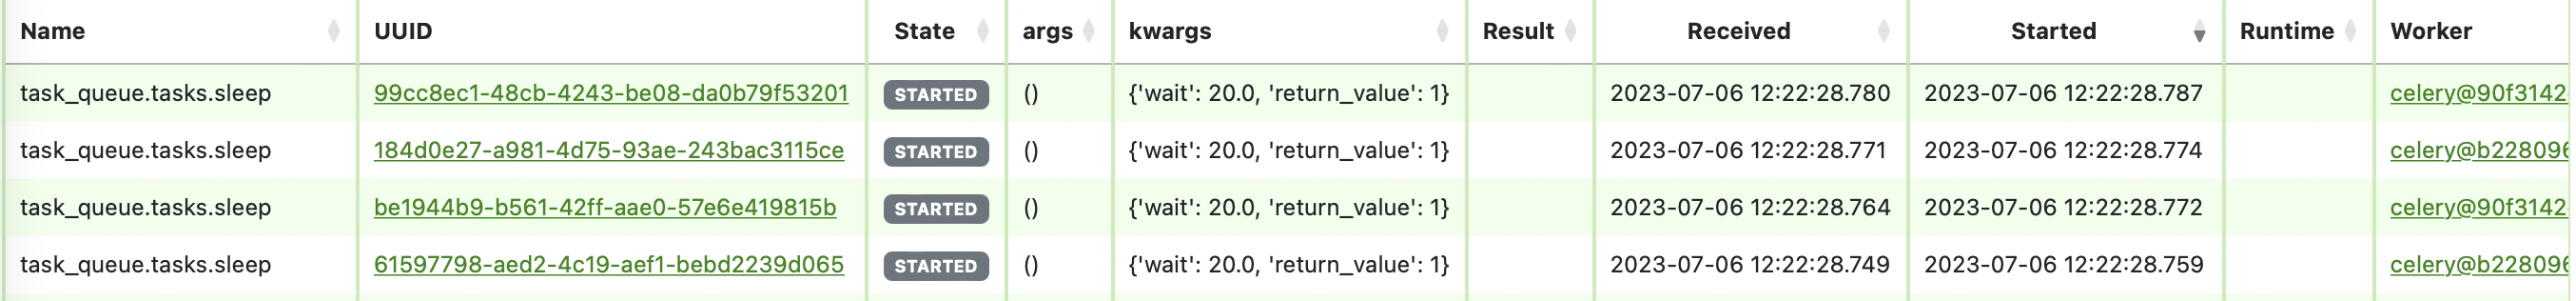 Name UUID State args kwargs Result Received Started Runtime Worker
task_queue.tasks.sleep 99cc8ec1-48cb-4243-be08-da0b79f53201 STARTED () {'wait': 20.0, 'return_value': 1} 2023-07-06 12:22:28.780 2023-07-06 12:22:28.787 celery@90f3142
task_queue.tasks.sleep 184d0e27-a981-4d75-93ae-243bac3115ce STARTED () {'wait': 20.0, 'return_value': 1} 2023-07-06 12:22:28.771 2023-07-06 12:22:28.774 celery@b228096
task_queue.tasks.sleep be1944b9-b561-42ff-aae0-57e6e419815b STARTED () {'wait': 20.0, 'return_value': 1} 2023-07-06 12:22:28.764 2023-07-06 12:22:28.772 celery@90f3142
task_queue.tasks.sleep 61597798-aed2-4c19-aef1-bebd2239d065 STARTED () {'wait': 20.0, 'return_value': 1} 2023-07-06 12:22:28.749 2023-07-06 12:22:28.759 celery@b228096